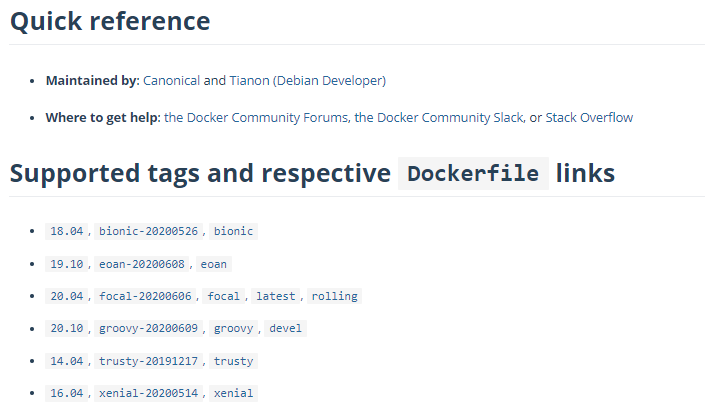 Quick reference
Maintained by: Canonical and Tianon (Debian Developer)
Where to get help: the Docker Community Forums, the Docker Community Slack, or Stack Overflow
Supported tags and respective Dockerfile links
18.04, bionic-20200526, bionic
19.10, eoan-20200608, eoan
20.04, focal-20200606, focal, latest, rolling
20.10, groovy-20200609, groovy, devel
14.04, trusty-20191217, trusty
16.04, xenial-20200514, xenial